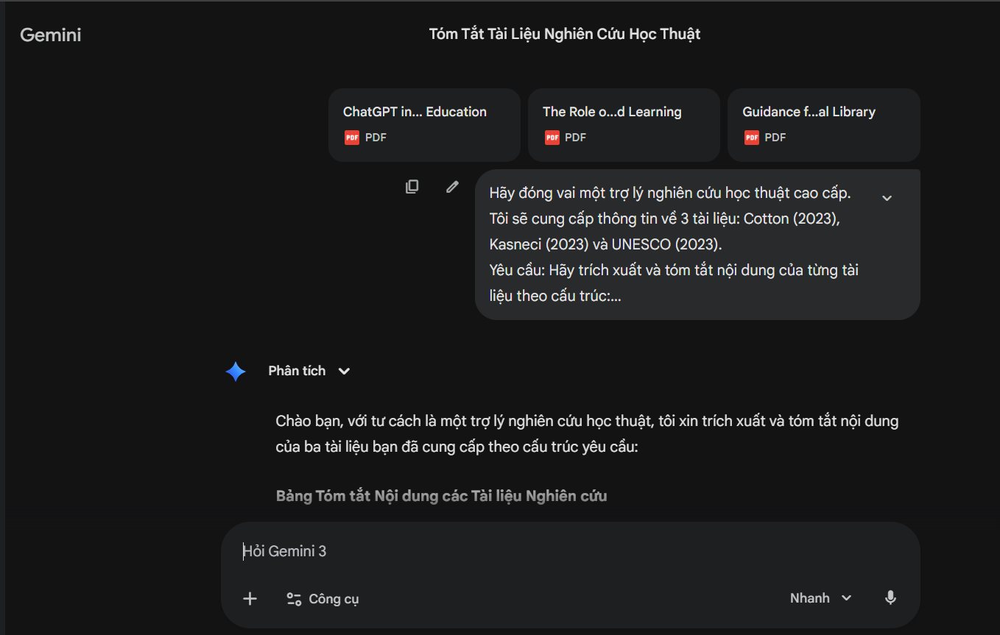 Gemini
Tóm Tắt Tài Liệu Nghiên Cứu Học Thuật
ChatGPT in... Education
PDF PDF
The Role o...d Learning
PDF PDF
Guidance f...al Library
PDF PDF
Hãy đóng vai một trợ lý nghiên cứu học thuật cao cấp.
Tôi sẽ cung cấp thông tin về 3 tài liệu: Cotton (2023),
Kasneci (2023) và UNESCO (2023).
Yêu cầu: Hãy trích xuất và tóm tắt nội dung của từng tài
liệu theo cấu trúc:...
Phân tích
Chào bạn, với tư cách là một trợ lý nghiên cứu học thuật, tôi xin trích xuất và tóm tắt nội dung
của ba tài liệu bạn đã cung cấp theo cấu trúc yêu cầu:
Bảng Tóm tắt Nội dung các Tài liệu Nghiên cứu
Hỏi Gemini 3
Công cụ
Nhanh